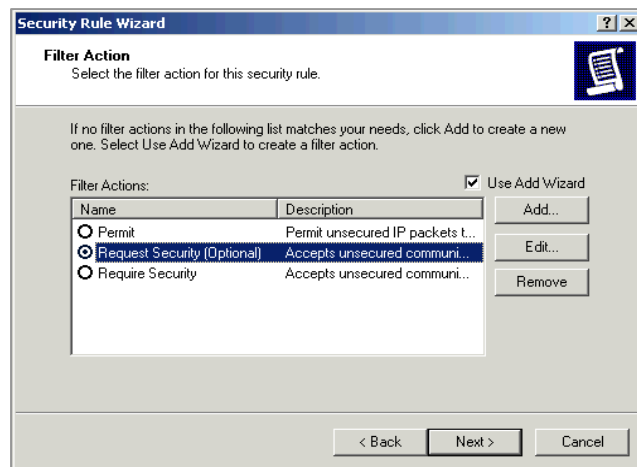 Security Rule Wizard
Filter Action
Select the filter action for this security rule.
If no filter actions in the following list matches your needs, click Add to create a new
one. Select Use Add Wizard to create a filter action.
Filter Actions:
Use Add Wizard
Name Description
Permit Permit unsecured IP packets t...
Request Security (Optional) Accepts unsecured communi...
Require Security Accepts unsecured communi...
Add...
Edit...
Remove
< Back Next > Cancel